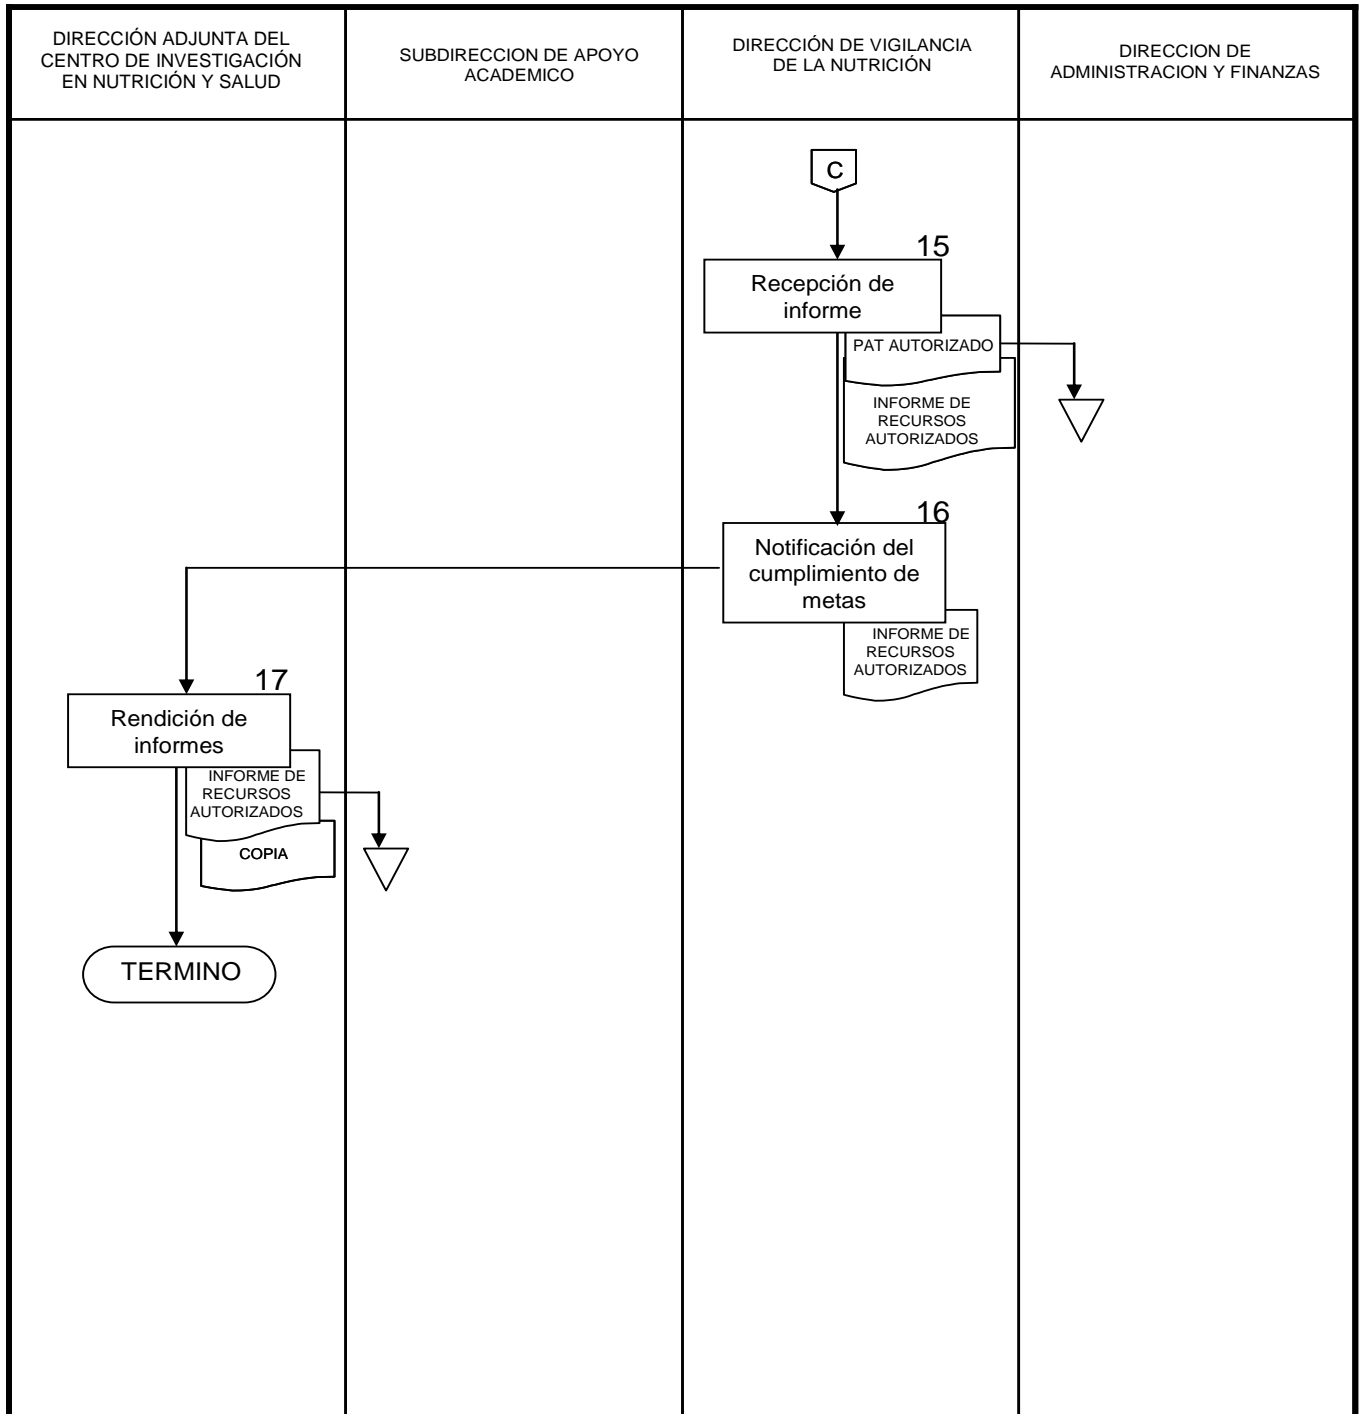 DIRECCIÓN ADJUNTA DEL
CENTRO DE INVESTIGACIÓN
EN NUTRICIÓN Y SALUD
SUBDIRECCION DE APOYO
ACADEMICO
DIRECCIÓN DE VIGILANCIA
DE LA NUTRICIÓN
DIRECCION DE
ADMINISTRACION Y FINANZAS
C
15
Recepción de
informe
PAT AUTORIZADO
INFORME DE
RECURSOS
AUTORIZADOS
16
Notificación del
cumplimiento de
metas
INFORME DE
RECURSOS
AUTORIZADOS
17
Rendición de
informes
INFORME DE
RECURSOS
AUTORIZADOS
COPIA
TERMINO